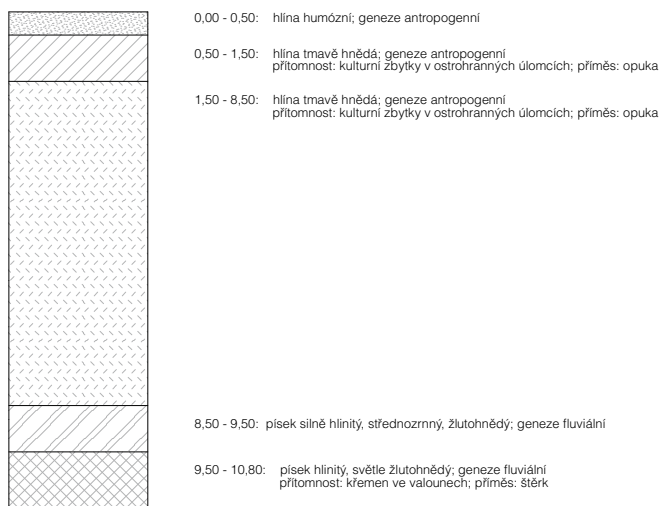 0,00 - 0,50: hlína humózní; geneze antropogenní
0,50 - 1,50: hlína tmavě hnědá; geneze antropogenní
přítomnost: kulturní zbytky v ostrohranných úlomcích; příměs: opuka
1,50 - 8,50: hlína tmavě hnědá; geneze antropogenní
přítomnost: kulturní zbytky v ostrohranných úlomcích; příměs: opuka
8,50 - 9,50: písek silně hlinitý, střednozrnný, žlutohnědý; geneze fluviální
9,50 - 10,80: písek hlinitý, světle žlutohnědý; geneze fluviální
přítomnost: křemen ve valounech; příměs: štěrk